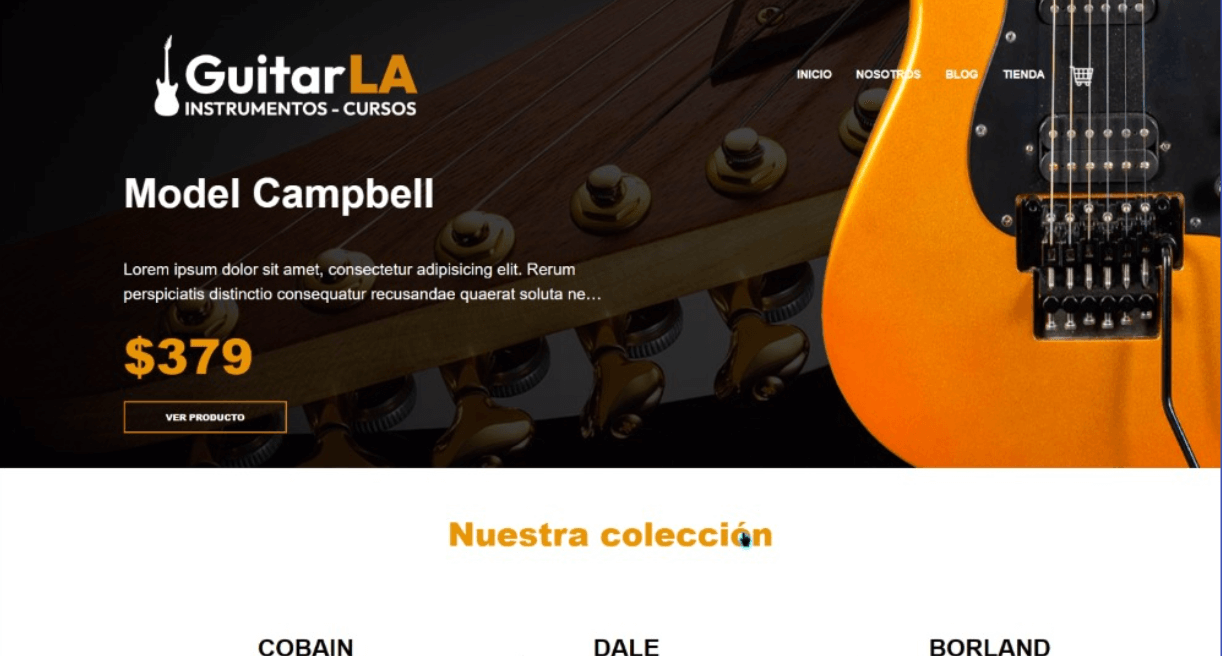 GuitarLA
INSTRUMENTOS - CURSOS
INICIO NOSOTROS BLOG TIENDA
Model Campbell
Lorem ipsum dolor sit amet, consectetur adipisicing elit. Rerum
perspiciatis distinctio consequatur recusandae quaerat soluta ne...
$379
VER PRODUCTO
Nuestra colección
COBAIN DALE BORLAND